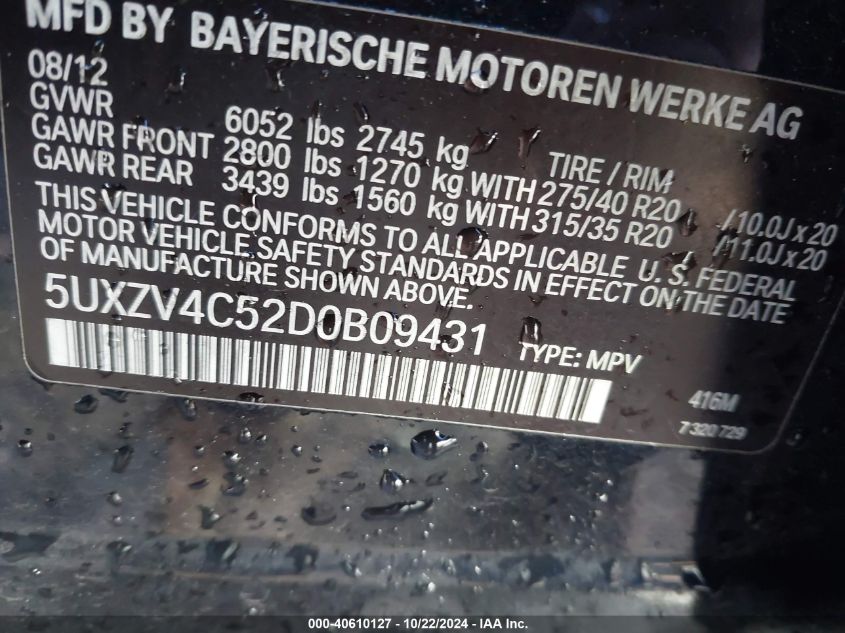 MFD BY BAYERISCHE MOTOREN WERKE AG
08/12
GVWR 6052 lbs 2745 kg TIRE / RIM
GAWR FRONT 2800 lbs 1270 kg WITH 275/40 R20 /10.0J x 20
GAWR REAR 3439 lbs 1560 kg WITH 315/35 R20 /11.0J x 20
THIS VEHICLE CONFORMS TO ALL APPLICABLE U. S. FEDERAL
MOTOR VEHICLE SAFETY STANDARDS IN EFFECT ON THE DATE
OF MANUFACTURE SHOWN ABOVE.
5UXZV4C52D0B09431 TYPE: MPV
416M
7 320 729
000-40610127 - 10/22/2024 - IAA Inc.